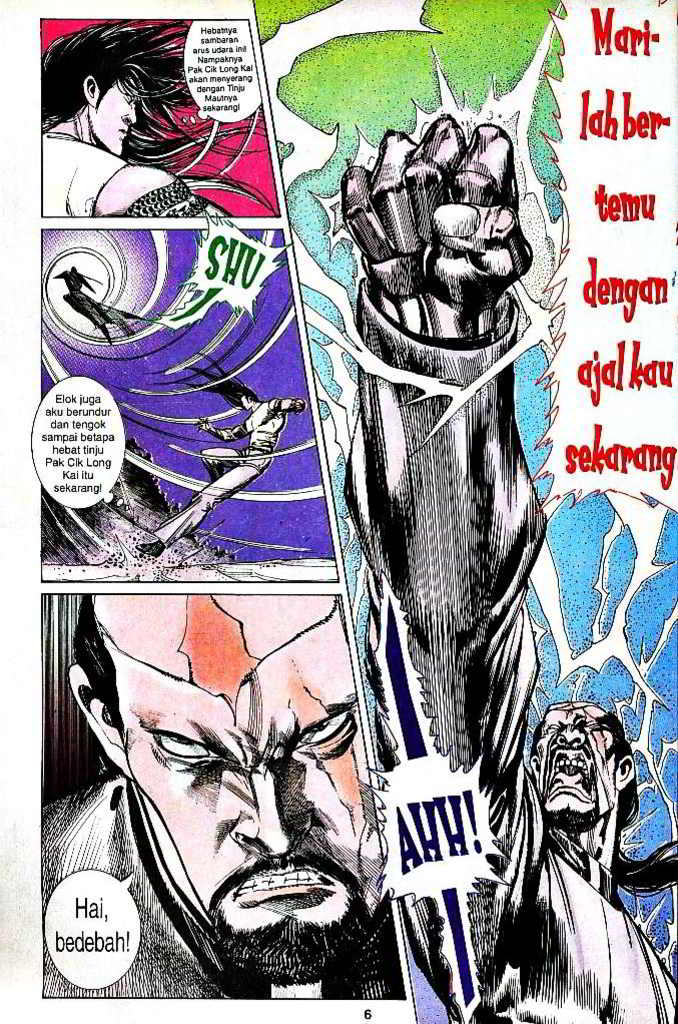 Hebatnya
sambaran
arus udara ini!
Nampaknya
Pak Cik Long Kai
akan menyerang
dengan Tinju
Mautnya
sekarang!
SHU
Elok juga
aku berundur
dan tengok
sampai betapa
hebat tinju
Pak Cik Long
Kai itu
sekarang!
Hai,
bedebah!
Mari-
lah ber-
temu
dengan
ajal kau
sekarang
AHH!
6